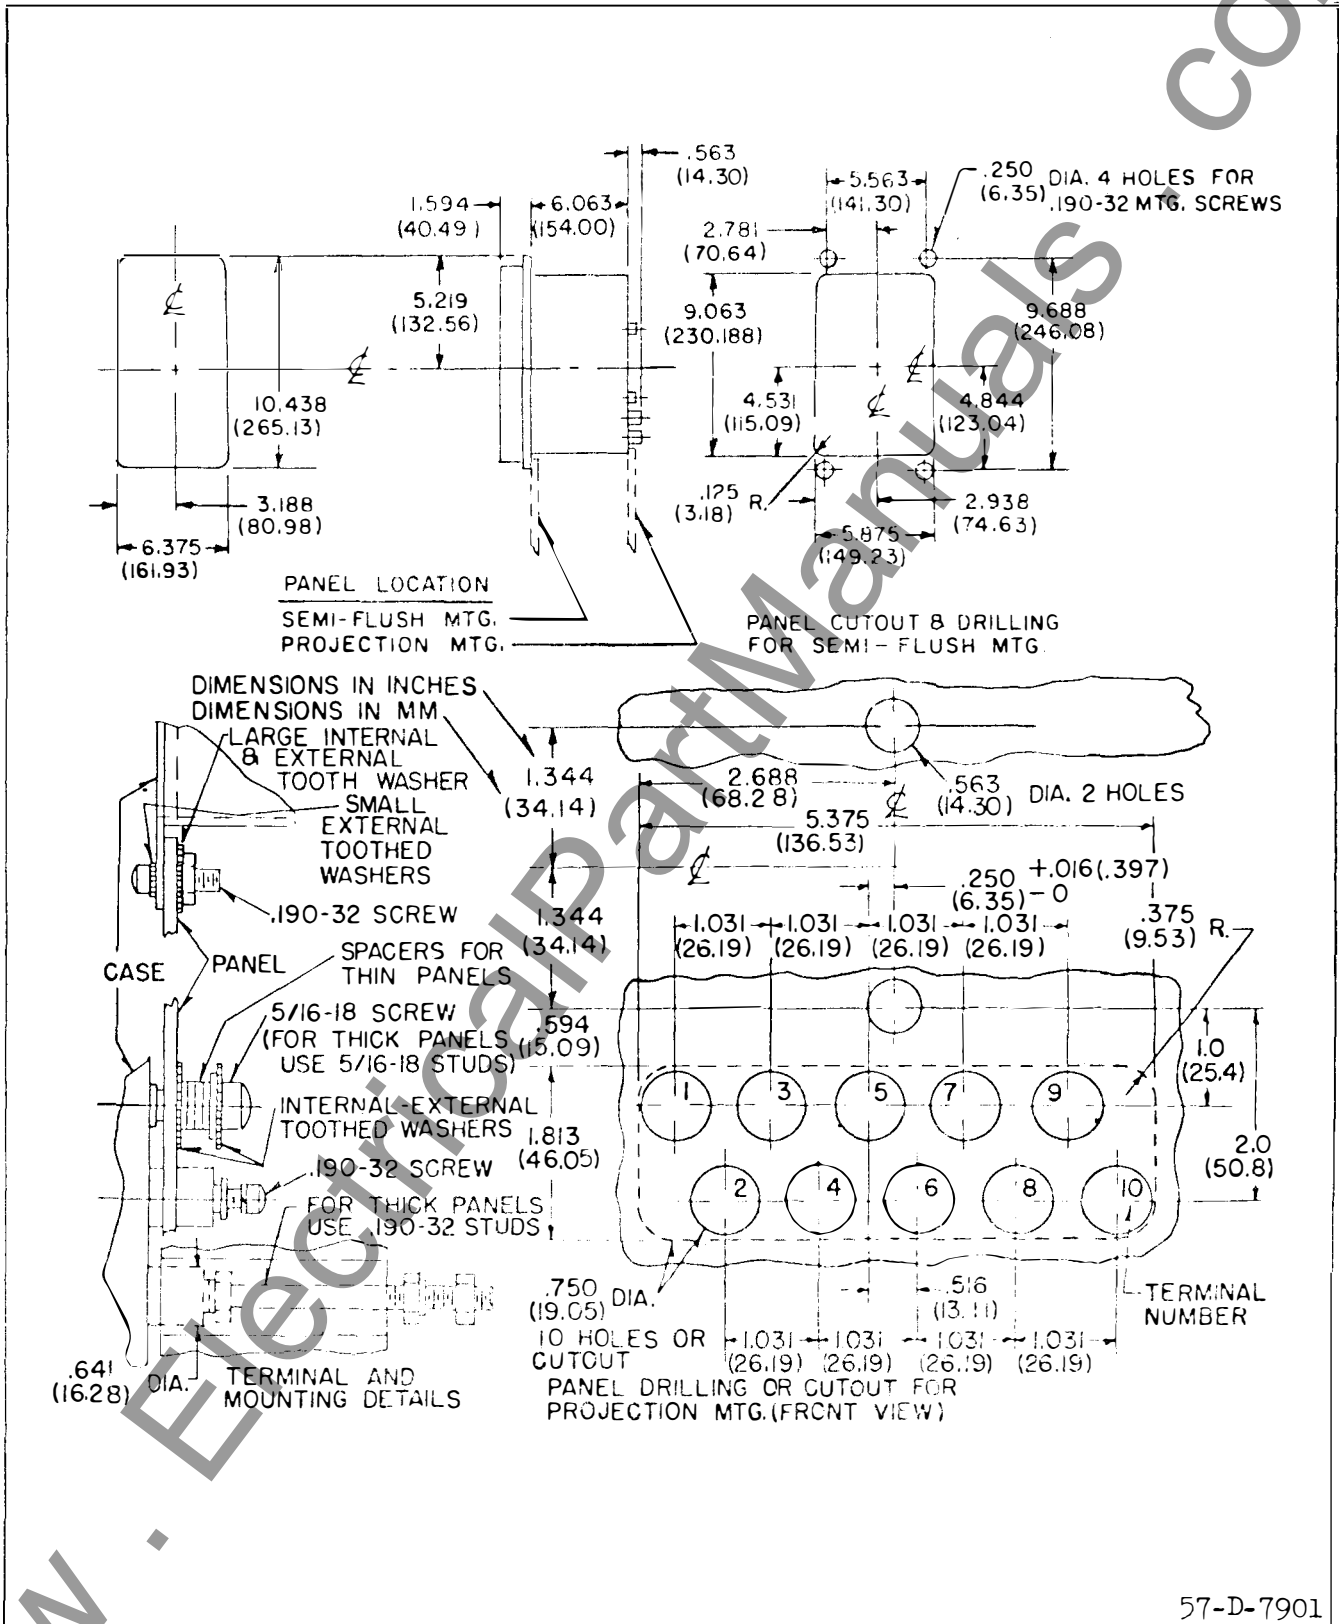 .563
(14.30)
1.594
(40.49)
6.063
(154.00)
5.563
(141.30)
.250
(6.35)
DIA. 4 HOLES FOR
.190-32 MTG. SCREWS
2.781
(70.64)
5.219
(132.56)
9.063
(230.188)
9.688
(246.08)
10.438
(265.13)
4.531
(115.09)
4.844
(123.04)
3.188
(80.98)
.125
(3.18) R.
2.938
(74.63)
6.375
(161.93)
5.875
(149.23)
PANEL LOCATION
SEMI-FLUSH MTG.
PROJECTION MTG.
PANEL CUTOUT & DRILLING
FOR SEMI-FLUSH MTG.
DIMENSIONS IN INCHES
DIMENSIONS IN MM
LARGE INTERNAL
& EXTERNAL
TOOTH WASHER
SMALL
EXTERNAL
TOOTHED
WASHERS
.190-32 SCREW
CASE
PANEL
SPACERS FOR
THIN PANELS
5/16-18 SCREW
(FOR THICK PANELS
USE 5/16-18 STUDS)
INTERNAL-EXTERNAL
TOOTHED WASHERS
.190-32 SCREW
FOR THICK PANELS
USE .190-32 STUDS
.641
(16.28) DIA.
TERMINAL AND
MOUNTING DETAILS
1.344
(34.14)
2.688
(68.28)
.563
(14.30) DIA. 2 HOLES
5.375
(136.53)
.250 +.016(.397)
(6.35) -0
1.344
(34.14)
1.031 1.031 1.031 1.031
(26.19) (26.19) (26.19) (26.19)
.375
(9.53) R.
.594
(15.09)
1.0
(25.4)
1 3 5 7 9
1.813
(46.05)
2.0
(50.8)
2 4 6 8 10
.750
(19.05) DIA.
10 HOLES OR
CUTOUT
.516
(13.11)
TERMINAL
NUMBER
1.031 1.031 1.031 1.031
(26.19) (26.19) (26.19) (26.19)
PANEL DRILLING OR CUTOUT FOR
PROJECTION MTG.(FRONT VIEW)
57-D-7901
w . ElectricalPartManuals . co